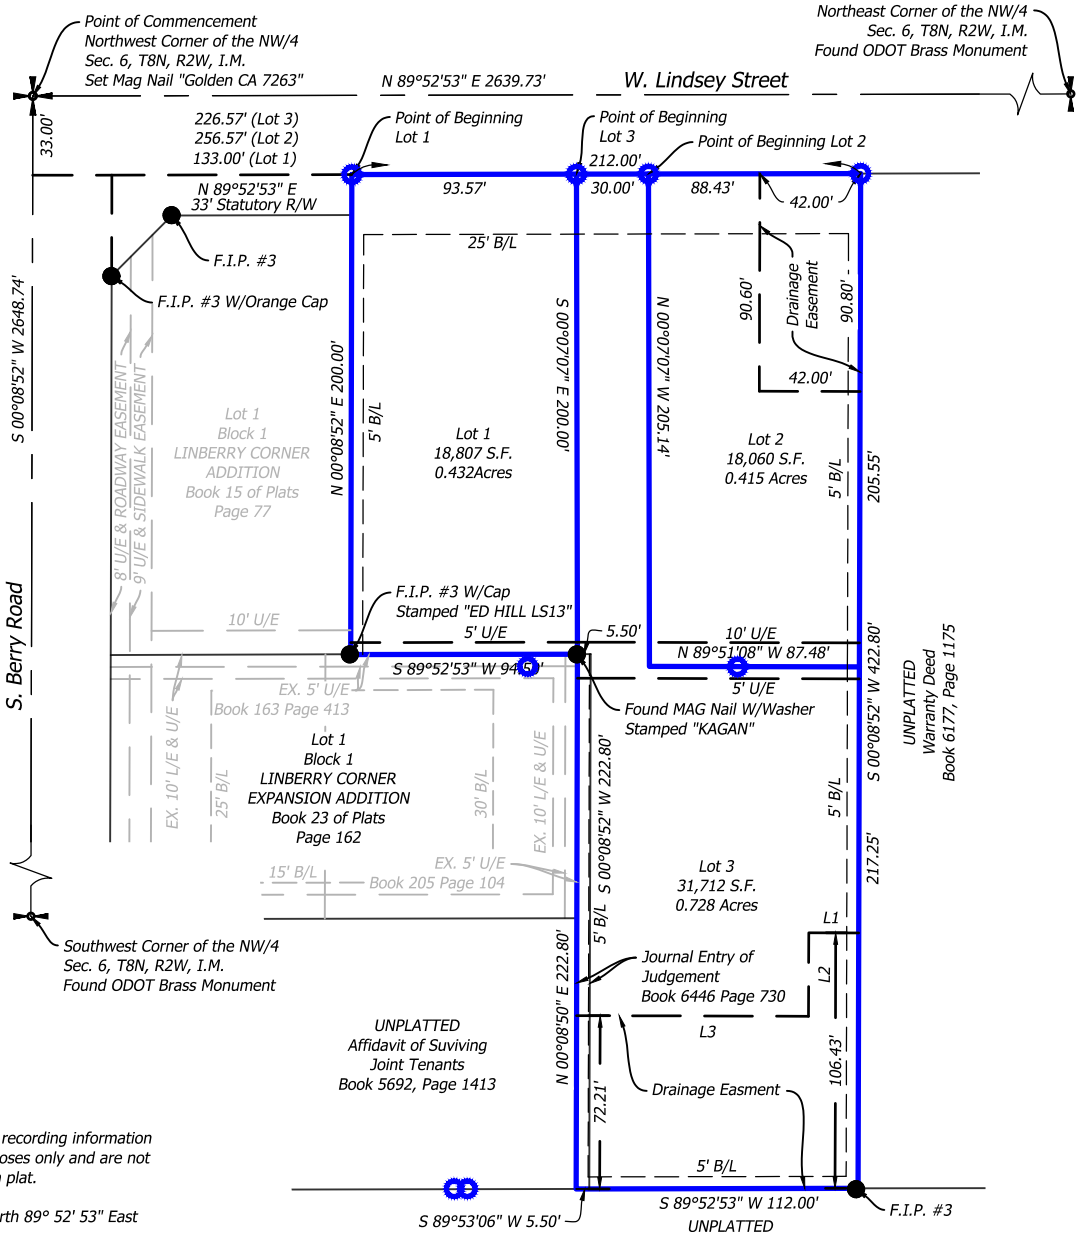 Point of Commencement
Northwest Corner of the NW/4
Sec. 6, T8N, R2W, I.M.
Set Mag Nail "Golden CA 7263"
Northeast Corner of the NW/4
Sec. 6, T8N, R2W, I.M.
Found ODOT Brass Monument
N 89°52'53" E 2639.73'
W. Lindsey Street
33.00'
226.57' (Lot 3)
256.57' (Lot 2)
133.00' (Lot 1)
N 89°52'53" E
33' Statutory R/W
Point of Beginning
Lot 1
Point of Beginning
Lot 3
212.00'
Point of Beginning Lot 2
93.57'
30.00'
88.43'
42.00'
25' B/L
F.I.P. #3
F.I.P. #3 W/Orange Cap
S 00°08'52" W 2648.74'
S. Berry Road
8' U/E & ROADWAY EASEMENT
9' U/E & SIDEWALK EASEMENT
Lot 1
Block 1
LINBERRY CORNER
ADDITION
Book 15 of Plats
Page 77
10' U/E
N 00°08'52" E 200.00'
5' B/L
Lot 1
18,807 S.F.
0.432Acres
S 00°07'07" E 200.00'
N 00°07'07" W 205.14'
90.60'
Drainage
Easement
90.80'
42.00'
Lot 2
18,060 S.F.
0.415 Acres
5' B/L
205.55'
F.I.P. #3 W/Cap
Stamped "ED HILL LS13"
5' U/E
5.50'
10' U/E
N 89°51'08" W 87.48'
5' U/E
S 89°52'53" W 94
Found MAG Nail W/Washer
Stamped "KAGAN"
S 00°08'52" W 422.80'
UNPLATTED
Warranty Deed
Book 6177, Page 1175
EX. 5' U/E
Book 163 Page 413
EX. 10' L/E & U/E
25' B/L
Lot 1
Block 1
LINBERRY CORNER
EXPANSION ADDITION
Book 23 of Plats
Page 162
30' B/L
EX. 10' L/E & U/E
15' B/L
EX. 5' U/E
Book 205 Page 104
S 00°08'52" W 222.80'
5' B/L
5' B/L
217.25'
Lot 3
31,712 S.F.
0.728 Acres
L1
L2
L3
Southwest Corner of the NW/4
Sec. 6, T8N, R2W, I.M.
Found ODOT Brass Monument
N 00°08'50" E 222.80'
Journal Entry of
Judgement
Book 6446 Page 730
UNPLATTED
Affidavit of Suviving
Joint Tenants
Book 5692, Page 1413
72.21'
Drainage Easment
106.43'
5' B/L
recording information
oses only and are not
plat.
rth 89° 52' 53" East
S 89°53'06" W 5.50'
S 89°52'53" W 112.00'
UNPLATTED
F.I.P. #3